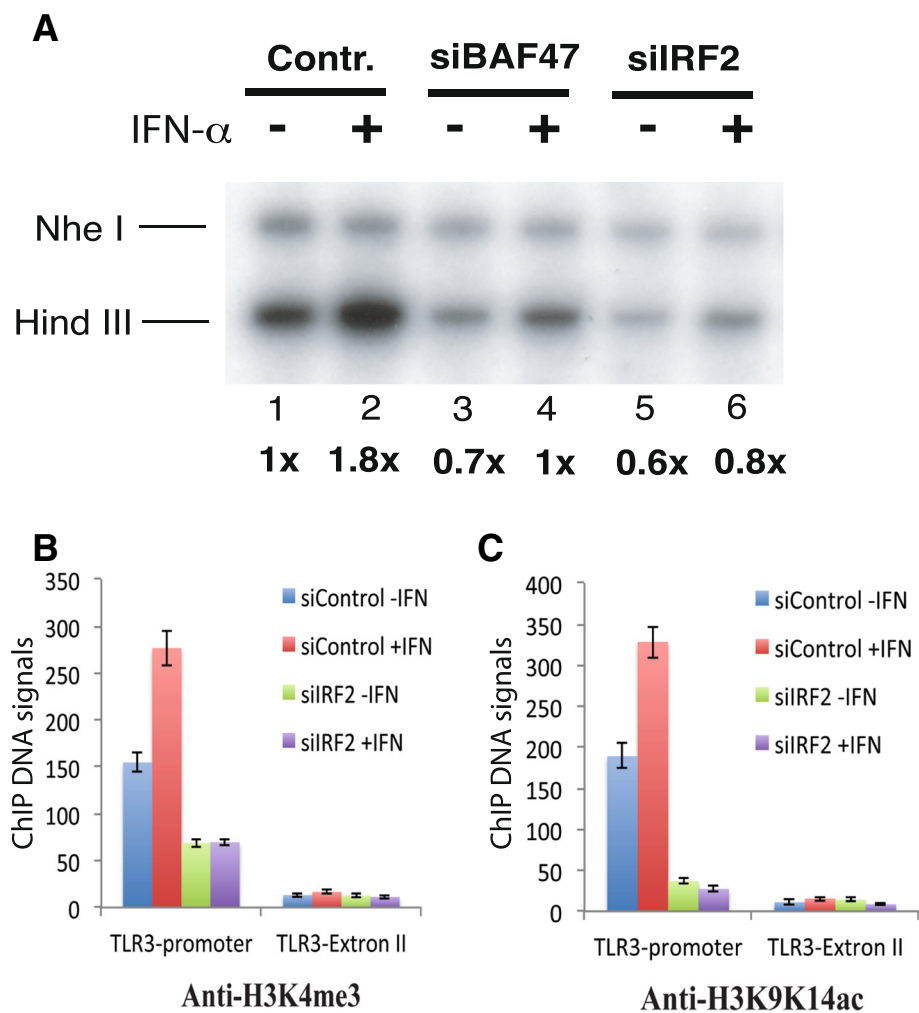 A
Contr. siBAF47 siIRF2
IFN-α - + - + - +
Nhe I
Hind III
1 2 3 4 5 6
1x 1.8x 0.7x 1x 0.6x 0.8x
B
350
300
250
200
150
100
50
0
ChIP DNA signals
siControl -IFN
siControl +IFN
siIRF2 -IFN
siIRF2 +IFN
TLR3-promoter TLR3-Extron II
Anti-H3K4me3
C
400
350
300
250
200
150
100
50
0
ChIP DNA signals
siControl -IFN
siControl +IFN
siIRF2 -IFN
siIRF2 +IFN
TLR3-promoter TLR3-Extron II
Anti-H3K9K14ac